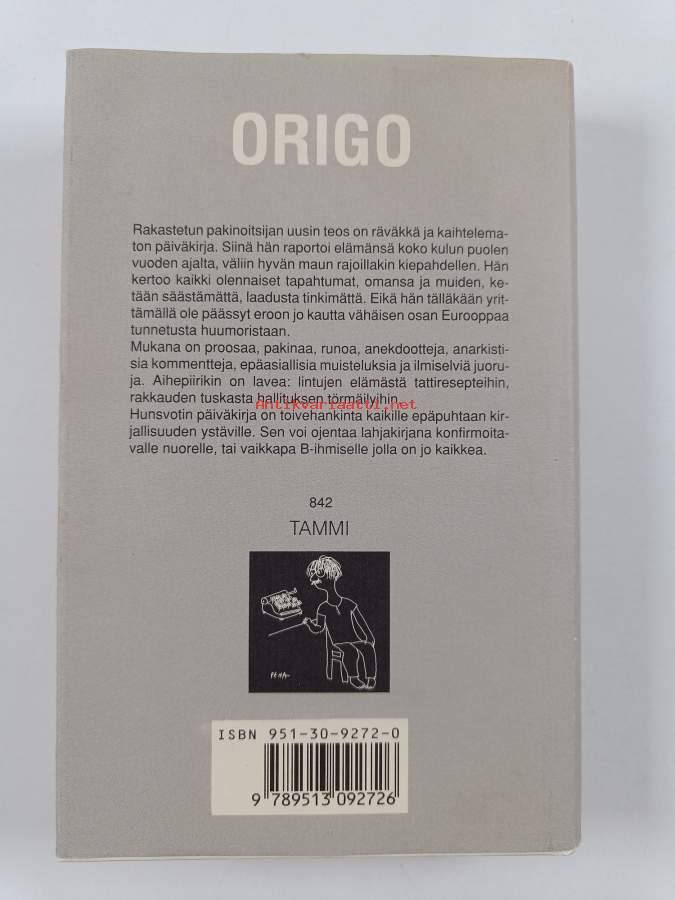 ORIGO
Rakastetun pakinoitsijan uusin teos on räväkkä ja kaihtelema-
ton päiväkirja. Siinä hän raportoi elämänsä koko kulun puolen
vuoden ajalta, väliin hyvän maun rajoillakin kiepahdellen. Hän
kertoo kaikki olennaiset tapahtumat, omansa ja muiden, ke-
tään säästämättä, laadusta tinkimättä. Eikä hän tälläkään yrit-
tämällä ole päässyt eroon jo kautta vähäisen osan Eurooppaa
tunnetusta huumoristaan.
Mukana on proosaa, pakinaa, runoa, anekdootteja, anarkisti-
sia kommentteja, epäasiallisia muisteluksia ja ilmiselviä juoru-
ja. Aihepiirikin on lavea: lintujen elämästä tattiresepteihin,
rakkauden tuskasta hallituksen törmäilyihin.
Antikvariaatti.net
Hunsvotin päiväkirja on toivehankinta kaikille epäpuhtaan kir-
jallisuuden ystäville. Sen voi ojentaa lahjakirjana konfirmoita-
valle nuorelle, tai vaikkapa B-ihmiselle jolla on jo kaikkea.
842
TAMMI
PENA-
ISBN 951-30-9272-0
9 789513 092726